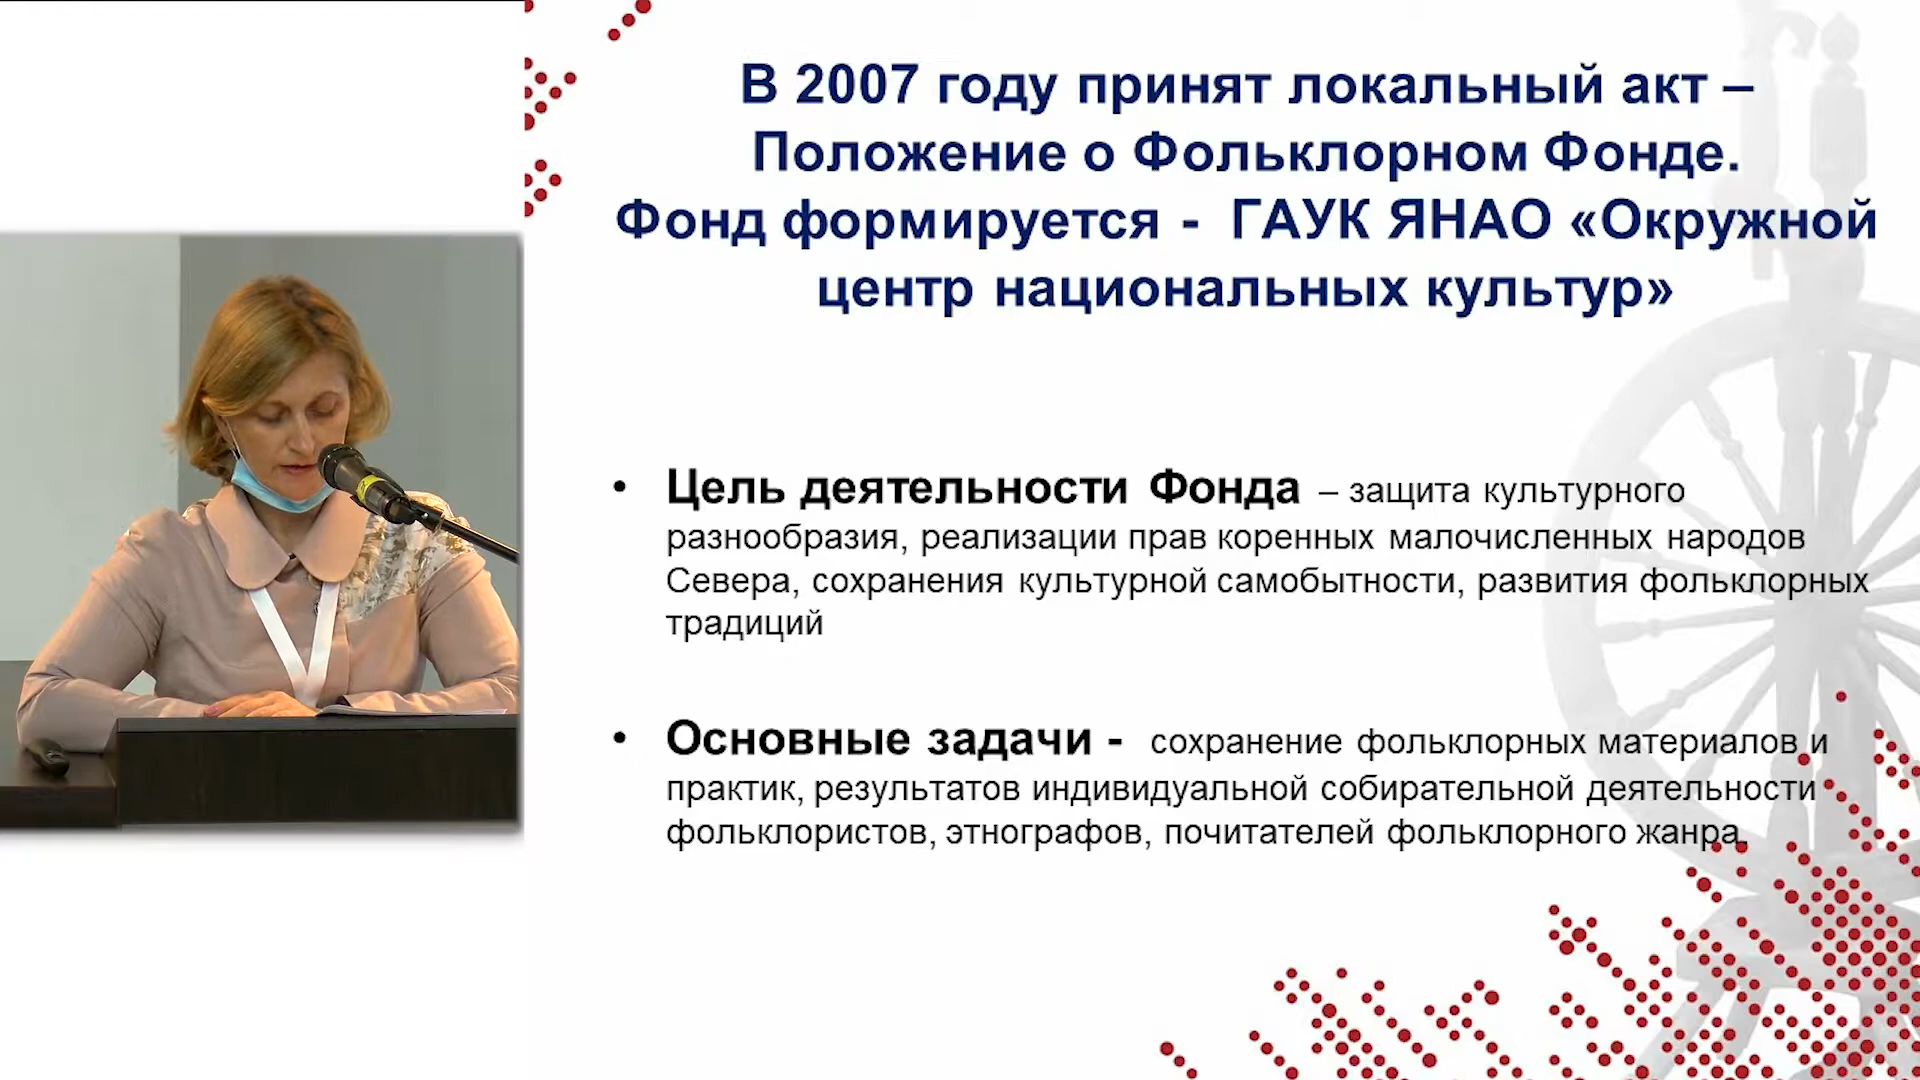 В 2007 году принят локальный акт –
Положение о Фольклорном Фонде.
Фонд формируется - ГАУК ЯНАО «Окружной
центр национальных культур»
• Цель деятельности Фонда – защита культурного
разнообразия, реализации прав коренных малочисленных народов
Севера, сохранения культурной самобытности, развития фольклорных
традиций
• Основные задачи - сохранение фольклорных материалов и
практик, результатов индивидуальной собирательной деятельности
фольклористов, этнографов, почитателей фольклорного жанра.